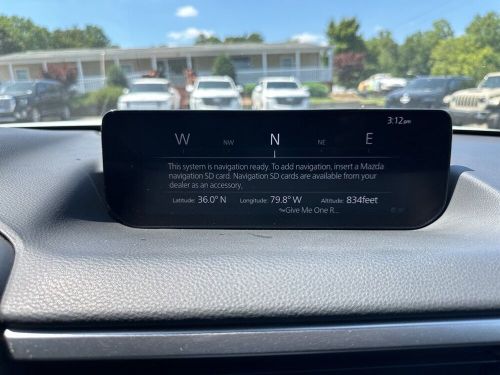 3:12pm
W NW N NE E
This system is navigation ready. To add navigation, insert a Mazda
navigation SD card. Navigation SD cards are available from your
dealer as an accessory,
Latitude: 36.0° N Longitude: 79.8° W Altitude: 834feet
Give Me One R...